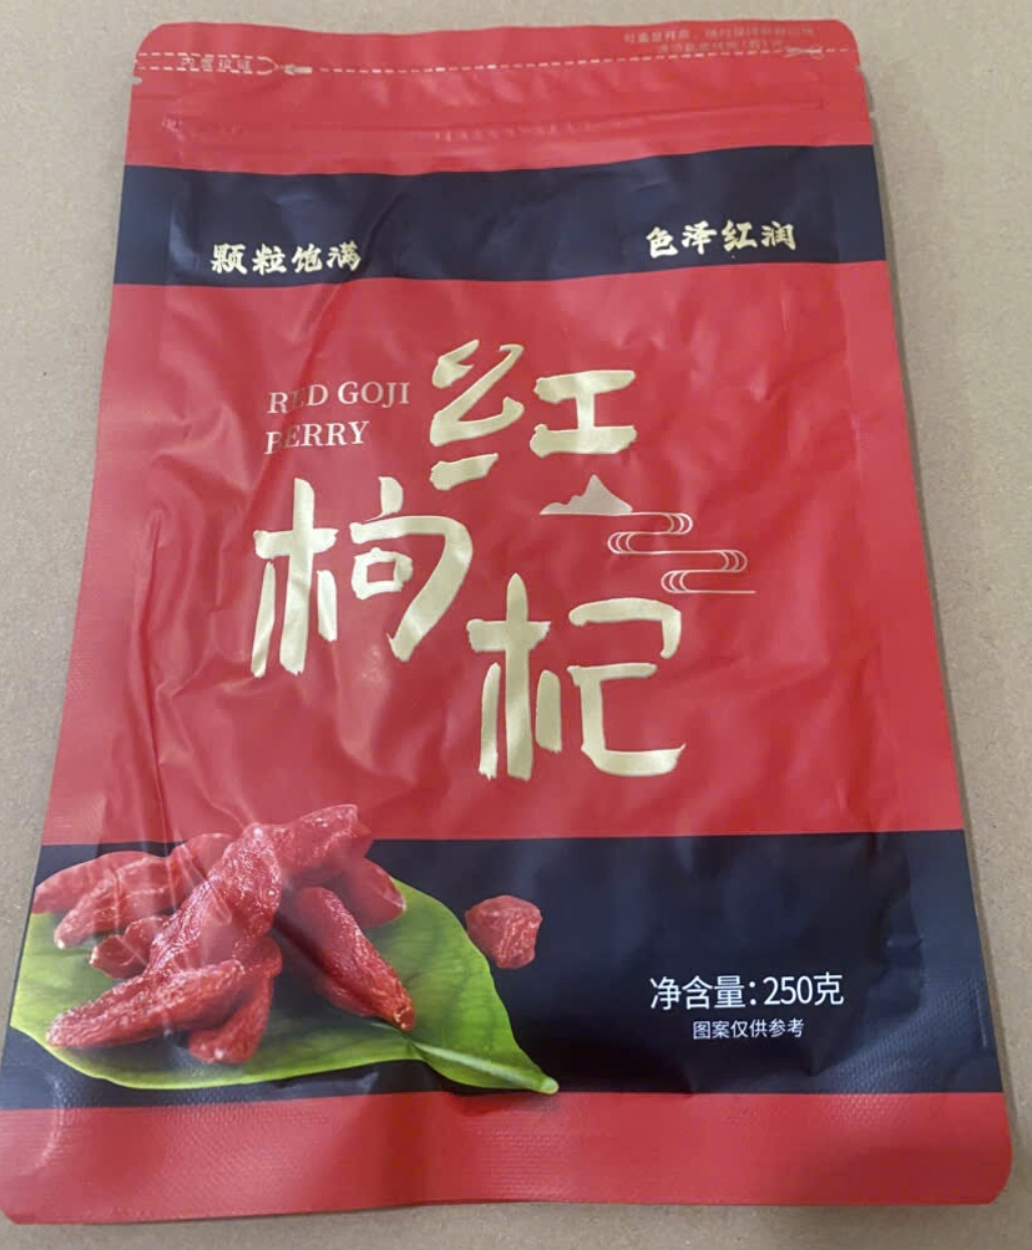 颗粒饱满
色泽红润
RED GOJI
BERRY
红
枸
杞
净含量:250克
图案仅供参考